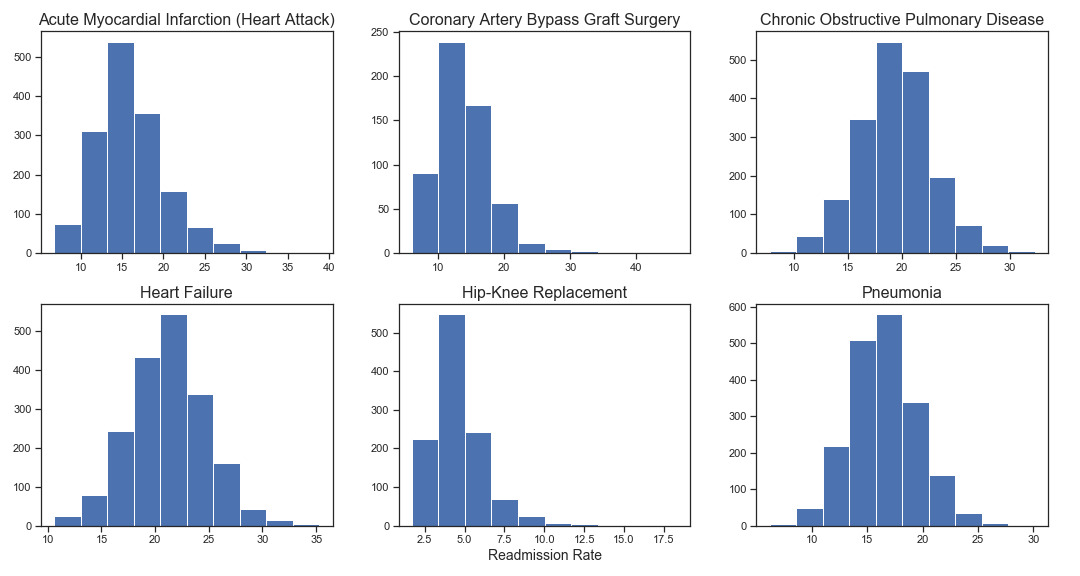 Acute Myocardial Infarction (Heart Attack)
500
400
300
200
100
0
10 15 20 25 30 35 40
Coronary Artery Bypass Graft Surgery
250
200
150
100
50
0
10 20 30 40
Chronic Obstructive Pulmonary Disease
500
400
300
200
100
0
10 15 20 25 30
Heart Failure
500
400
300
200
100
0
10 15 20 25 30 35
Hip-Knee Replacement
500
400
300
200
100
0
2.5 5.0 7.5 10.0 12.5 15.0 17.5
Readmission Rate
Pneumonia
600
500
400
300
200
100
0
10 15 20 25 30